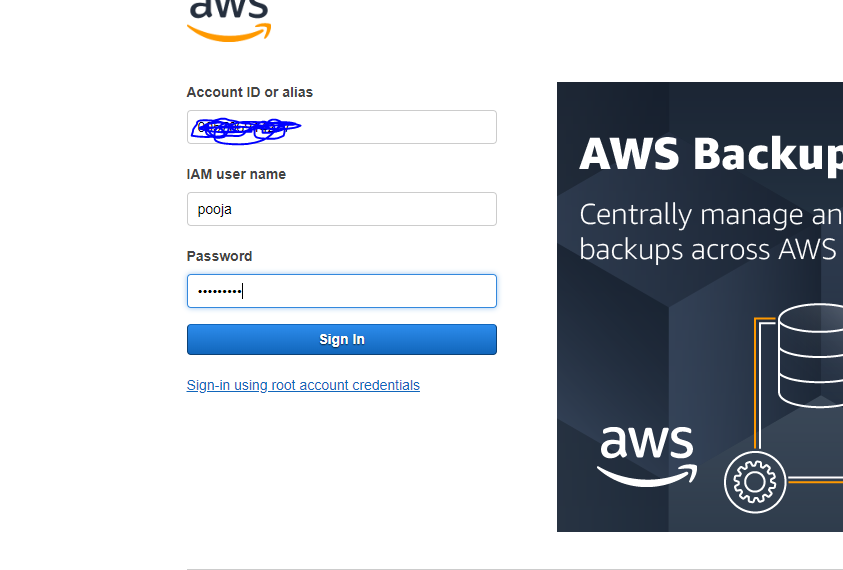 aws
Account ID or alias
IAM user name
pooja
Password
•••••••••
Sign In
Sign-in using root account credentials
AWS Backup
Centrally manage an
backups across AWS
aws